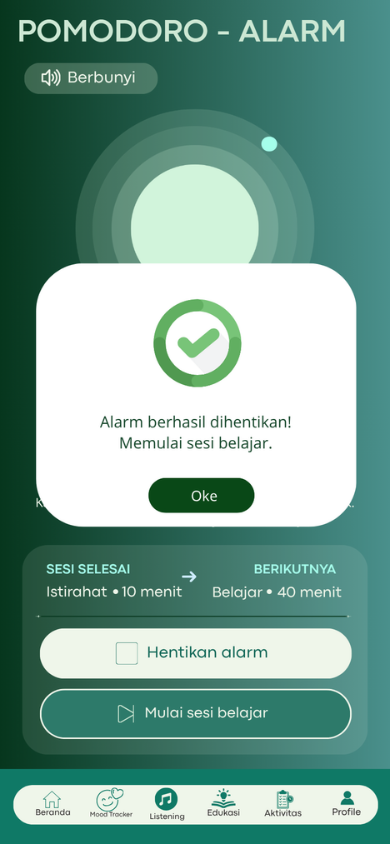 POMODORO - ALARM
Berbunyi
Alarm berhasil dihentikan!
Memulai sesi belajar.
Oke
SESI SELESAI
BERIKUTNYA
Istirahat • 10 menit
Belajar • 40 menit
Hentikan alarm
Mulai sesi belajar
Beranda
Mood Tracker
Listening
Edukasi
Aktivitas
Profile